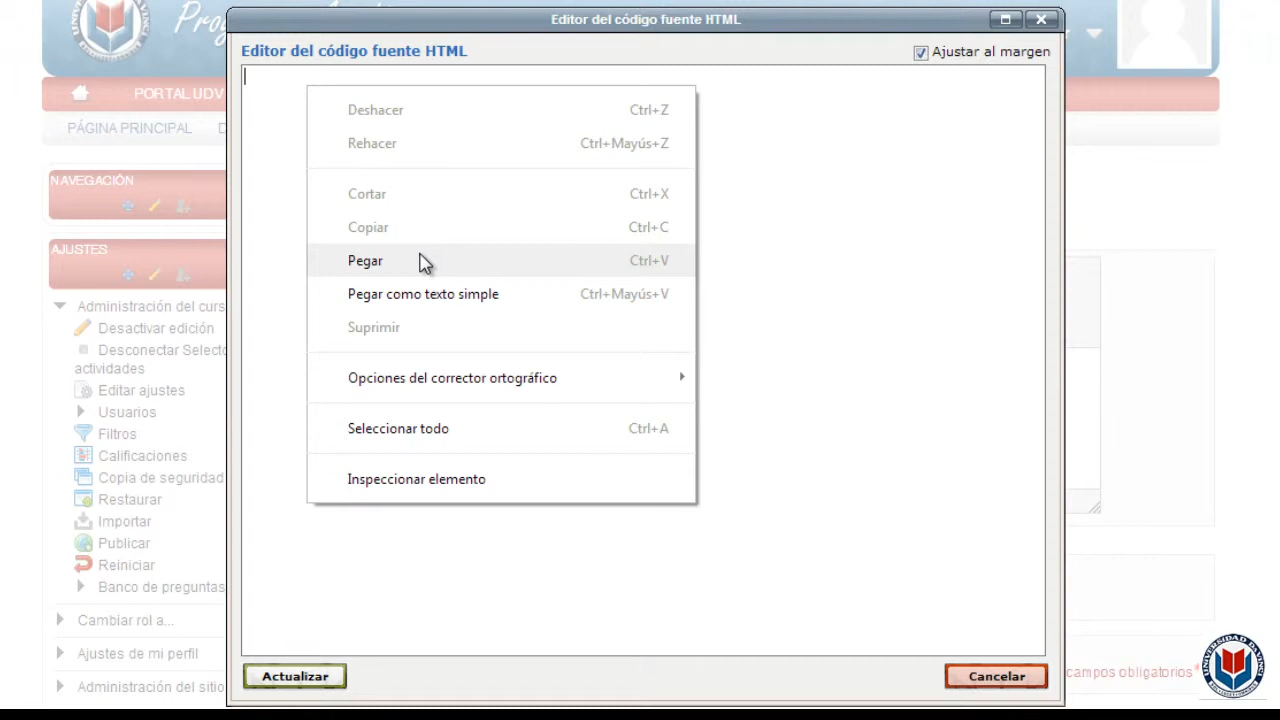 Editor del código fuente HTML
Editor del código fuente HTML
Ajustar al margen
PORTAL UDV
PÁGINA PRINCIPAL
NAVEGACIÓN
AJUSTES
Administración del curs
Desactivar edición
Desconectar Selecto
actividades
Editar ajustes
Usuarios
Filtros
Calificaciones
Copia de seguridad
Restaurar
Importar
Publicar
Reiniciar
Banco de preguntas
Cambiar rol a...
Ajustes de mi perfil
Administración del sitio
Deshacer Ctrl+Z
Rehacer Ctrl+Mayús+Z
Cortar Ctrl+X
Copiar Ctrl+C
Pegar Ctrl+V
Pegar como texto simple Ctrl+Mayús+V
Suprimir
Opciones del corrector ortográfico
Seleccionar todo Ctrl+A
Inspeccionar elemento
Actualizar
Cancelar
campos obligatorios*